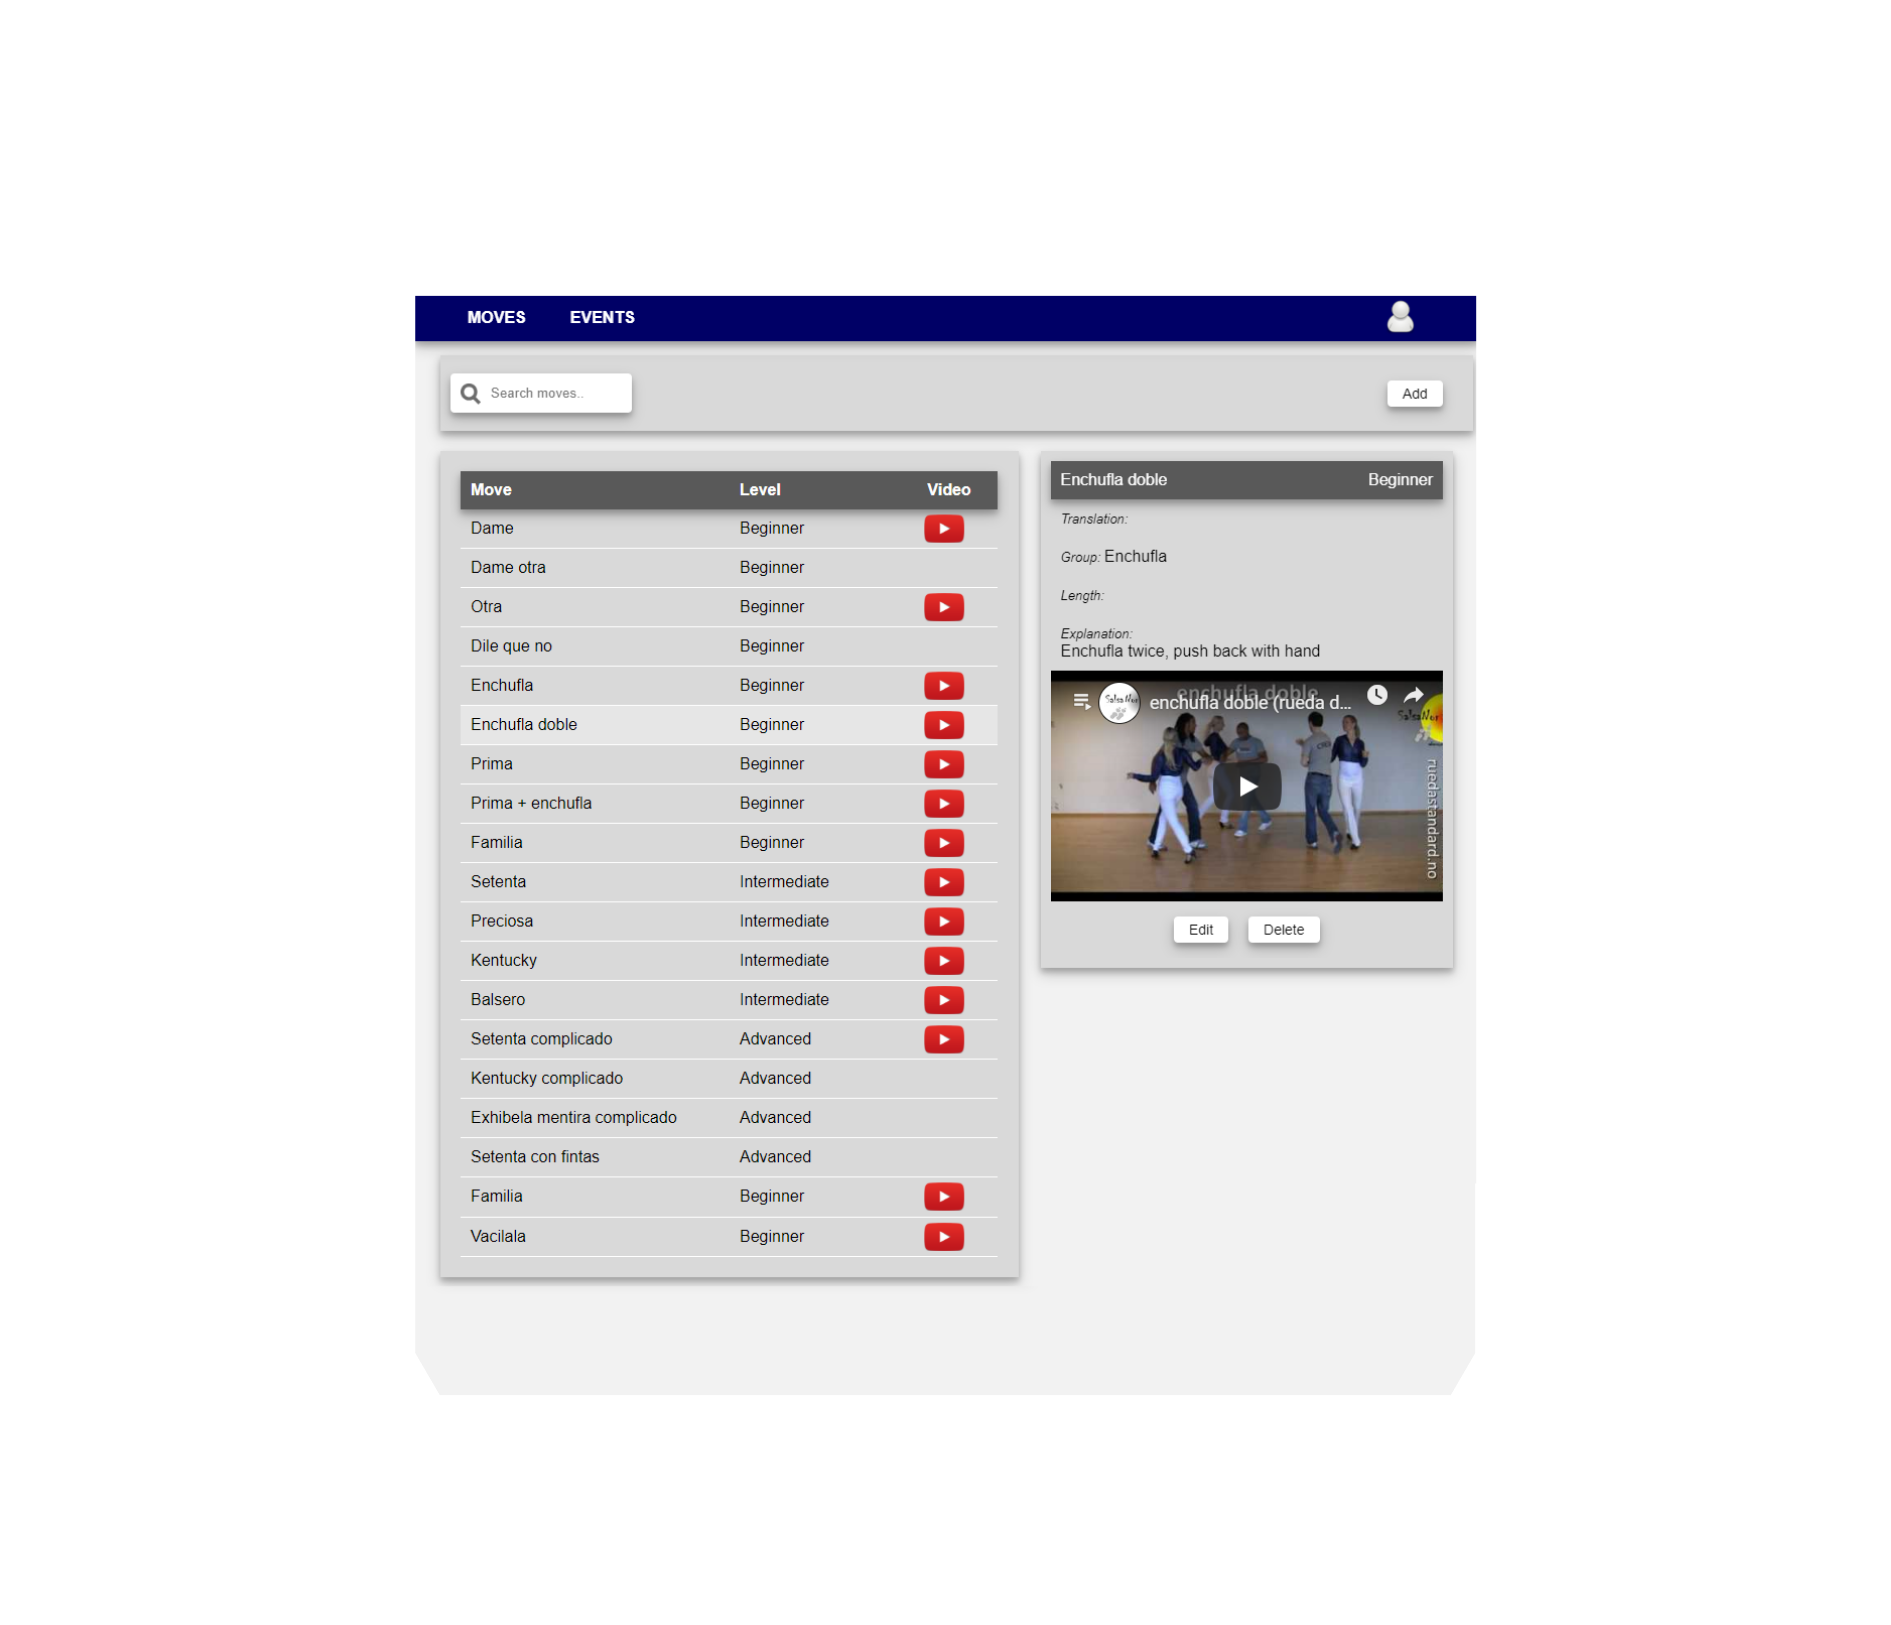 MOVES EVENTS
Search moves..
Add
Move Level Video
Dame Beginner
Dame otra Beginner
Otra Beginner
Dile que no Beginner
Enchufla Beginner
Enchufla doble Beginner
Prima Beginner
Prima + enchufla Beginner
Familia Beginner
Setenta Intermediate
Preciosa Intermediate
Kentucky Intermediate
Balsero Intermediate
Setenta complicado Advanced
Kentucky complicado Advanced
Exhibela mentira complicado Advanced
Setenta con fintas Advanced
Familia Beginner
Vacilala Beginner
Enchufla doble Beginner
Translation:
Group: Enchufla
Length:
Explanation:
Enchufla twice, push back with hand
enchufla doble
enchufla doble (rueda d...
SalsaNor
SalsaNor
ruedastandard.no
Edit Delete